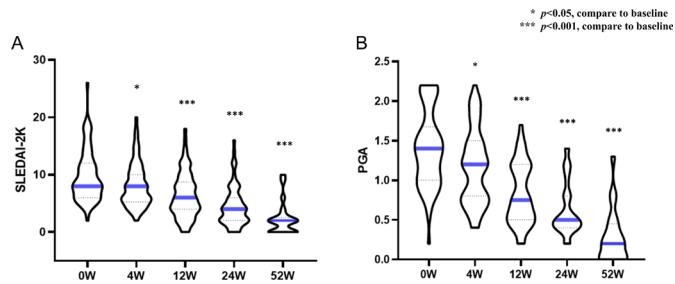 * p<0.05, compare to baseline
*** p<0.001, compare to baseline
A
SLEDAI-2K
30
20
10
0
* *** *** ***
0W 4W 12W 24W 52W
B
PGA
2.5
2.0
1.5
1.0
0.5
0.0
* *** *** ***
0W 4W 12W 24W 52W